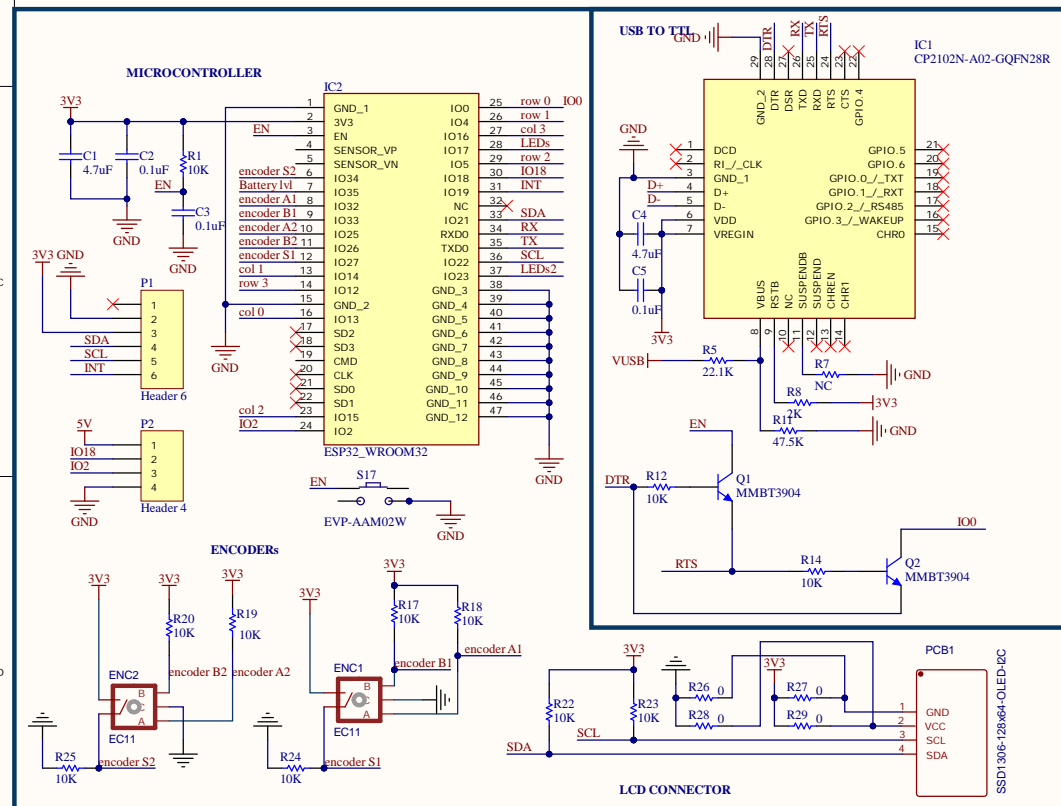 USB TO TTL
GND
DTR
RX
TX
RTS
29
28
27
26
25
24
23
22
IC1
CP2102N-A02-GQFN28R
GND_2
DTR
DSR
TXD
RXD
RTS
CTS
GPIO.4
GND
1 DCD GPIO.5 21
2 RI_/_CLK GPIO.6 20
3 GND_1 GPIO.0_/_TXT 19
D+ 4 D+ GPIO.1_/_RXT 18
D- 5 D- GPIO.2_/_RS485 17
6 VDD GPIO.3_/_WAKEUP 16
7 VREGIN CHR0 15
C4
4.7uF
C5
0.1uF
3V3
VBUS
RSTB
NC
SUSPENDB
SUSPEND
CHREN
CHR1
8
9
10
11
12
13
14
VUSB
R5
22.1K
R7
NC
GND
R8
2K
3V3
R11
47.5K
GND
EN
DTR
R12
10K
Q1
MMBT3904
IO0
RTS
R14
10K
Q2
MMBT3904
MICROCONTROLLER
3V3
C1
4.7uF
C2
0.1uF
R1
10K
EN
C3
0.1uF
GND
GND
IC2
1 GND_1 IO0 25 row 0 IO0
2 3V3 IO4 26 row 1
EN 3 EN IO16 27 col 3
4 SENSOR_VP IO17 28 LEDs
5 SENSOR_VN IO5 29 row 2
encoder S2 6 IO34 IO18 30 IO18
Battery lvl 7 IO35 IO19 31 INT
encoder A1 8 IO32 NC 32
encoder B1 9 IO33 IO21 33 SDA
encoder A2 10 IO25 RXD0 34 RX
encoder B2 11 IO26 TXD0 35 TX
encoder S1 12 IO27 IO22 36 SCL
col 1 13 IO14 IO23 37 LEDs2
row 3 14 IO12 GND_3 38
15 GND_2 GND_4 39
col 0 16 IO13 GND_5 40
17 SD2 GND_6 41
18 SD3 GND_7 42
19 CMD GND_8 43
20 CLK GND_9 44
21 SD0 GND_10 45
22 SD1 GND_11 46
col 2 23 IO15 GND_12 47
IO2 24 IO2
ESP32_WROOM32
GND
GND
3V3 GND
P1
1
2
3
SDA 4
SCL 5
INT 6
Header 6
5V
P2
1
IO18 2
IO2 3
4
GND
Header 4
EN
S17
EVP-AAM02W
GND
ENCODERs
3V3
3V3
3V3
R20
10K
R19
10K
encoder B2
encoder A2
ENC2
B
C
A
EC11
R25
10K
encoder S2
3V3
3V3
R17
10K
R18
10K
encoder A1
encoder B1
ENC1
B
C
A
EC11
R24
10K
encoder S1
3V3
R22
10K
R23
10K
SCL
SDA
R26 0
R28 0
3V3
R27 0
R29 0
PCB1
1 GND
2 VCC
3 SCL
4 SDA
SSD1306-128x64-OLED-I2C
LCD CONNECTOR